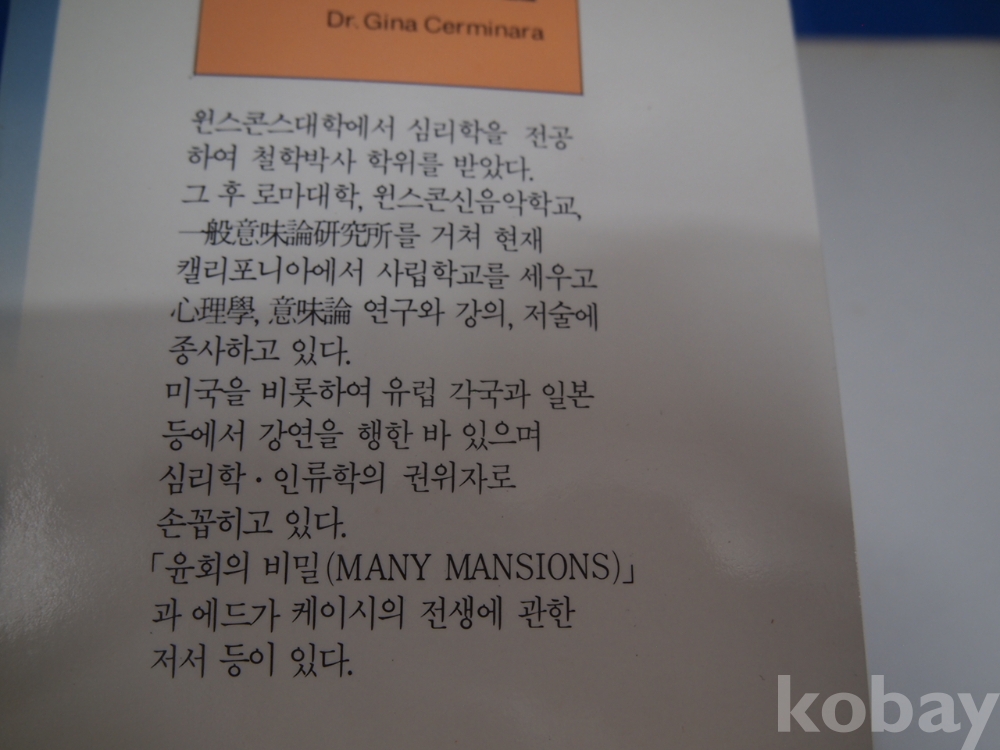 Dr. Gina Cerminara
윈스콘스대학에서 심리학을 전공
하여 철학박사 학위를 받았다.
그 후 로마대학, 윈스콘신음악학교,
一般意味論研究所를 거쳐 현재
캘리포니아에서 사립학교를 세우고
心理學, 意味論 연구와 강의, 저술에
종사하고 있다.
미국을 비롯하여 유럽 각국과 일본
등에서 강연을 행한 바 있으며
심리학·인류학의 권위자로
손꼽히고 있다.
「윤회의 비밀(MANY MANSIONS)」
과 에드가 케이시의 전생에 관한
저서 등이 있다.
kobay